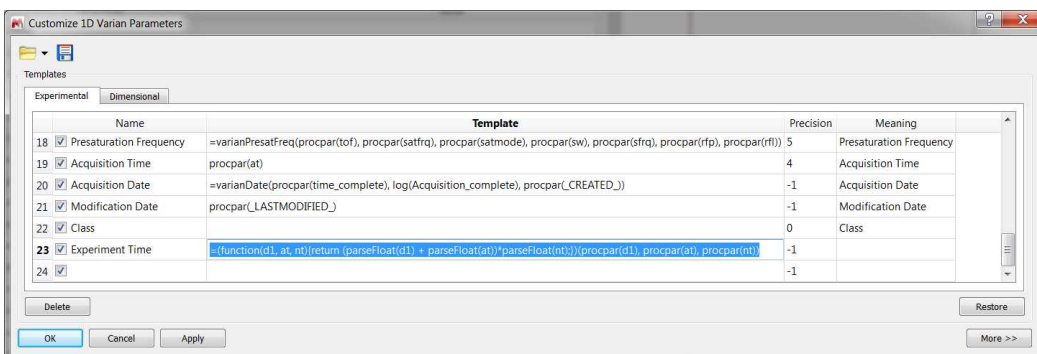 Customize 1D Varian Parameters
Templates
Experimental Dimensional
Name Template Precision Meaning
18 Presaturation Frequency =varianPresatFreq(procpar(tof), procpar(satfrq), procpar(satmode), procpar(sw), procpar(sfrq), procpar(rfp), procpar(rfl)) 5 Presaturation Frequency
19 Acquisition Time procpar(at) 4 Acquisition Time
20 Acquisition Date =varianDate(procpar(time_complete), log(Acquisition_complete), procpar(_CREATED_)) -1 Acquisition Date
21 Modification Date procpar(_LASTMODIFIED_) -1 Modification Date
22 Class 0 Class
23 Experiment Time =(function(d1, at, nt){return (parseFloat(d1) + parseFloat(at))*parseFloat(nt);})(procpar(d1), procpar(at), procpar(nt)) -1
24 -1
Delete Restore
OK Cancel Apply More >>